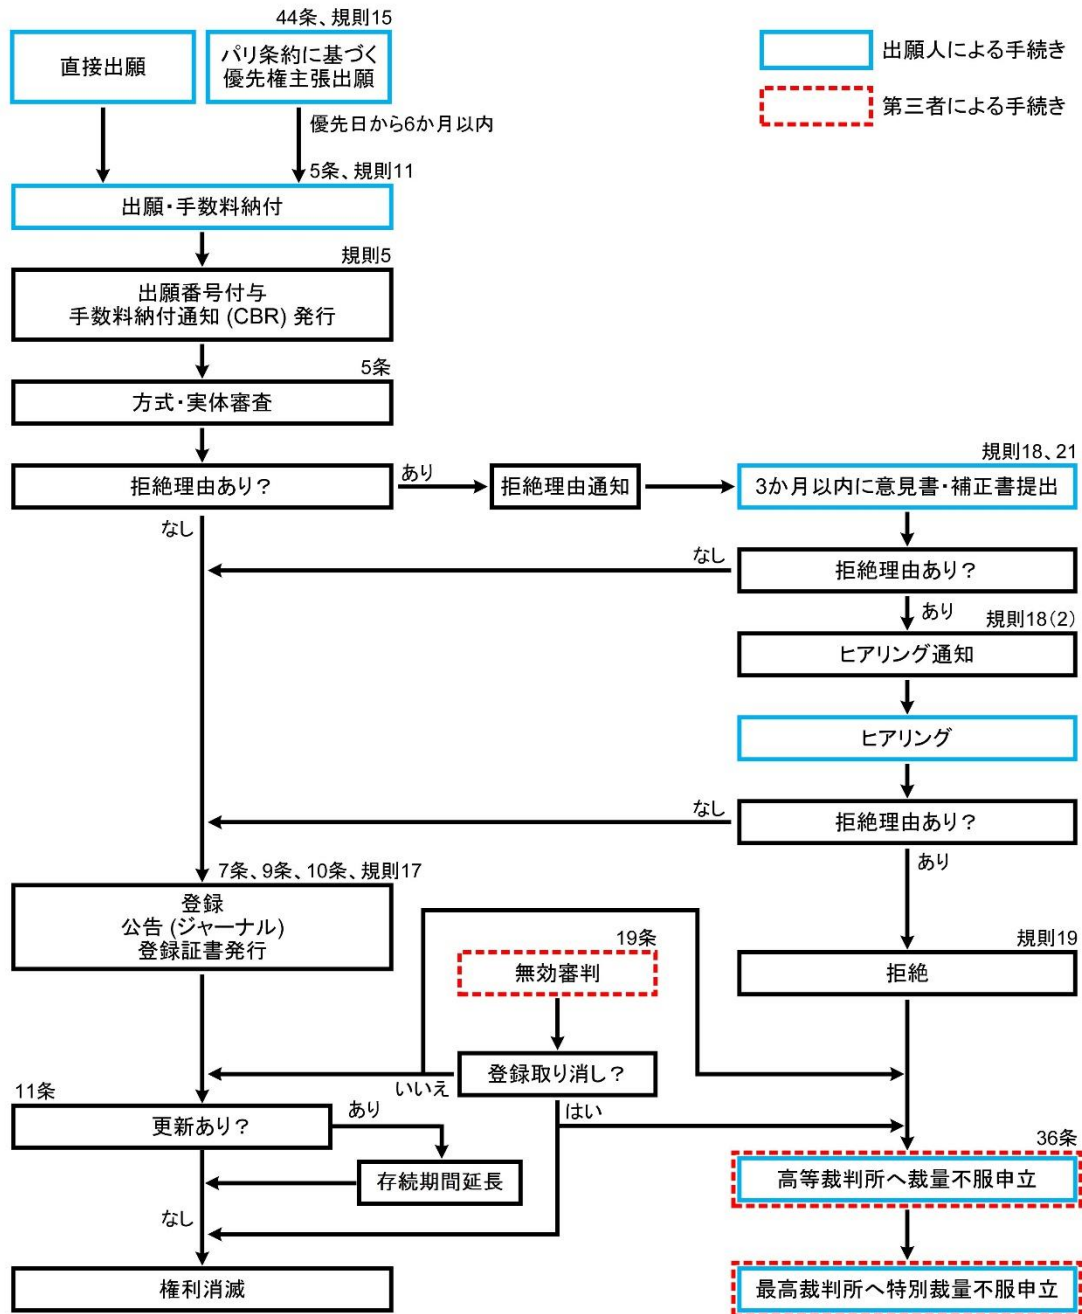 44条、規則15
直接出願
パリ条約に基づく
優先権主張出願
出願人による手続き
第三者による手続き
優先日から6か月以内
5条、規則11
出願・手数料納付
規則5
出願番号付与
手数料納付通知 (CBR) 発行
5条
方式・実体審査
拒絶理由あり？
あり
拒絶理由通知
規則18、21
3か月以内に意見書・補正書提出
なし
なし
拒絶理由あり？
あり
規則18(2)
ヒアリング通知
ヒアリング
なし
拒絶理由あり？
あり
7条、9条、10条、規則17
登録
公告 (ジャーナル)
登録証書発行
19条
無効審判
規則19
拒絶
登録取り消し？
いいえ
はい
11条
更新あり？
あり
存続期間延長
なし
権利消滅
36条
高等裁判所へ裁量不服申立
最高裁判所へ特別裁量不服申立